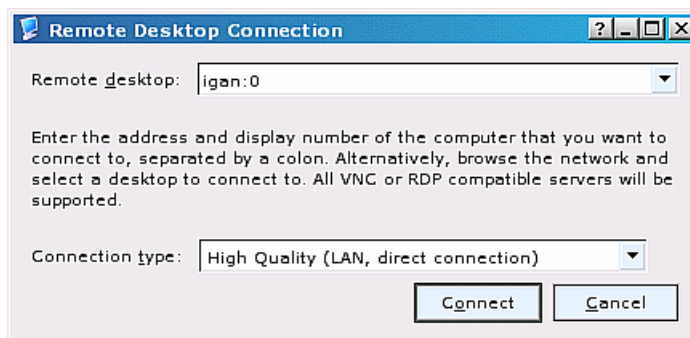 Remote Desktop Connection
Remote desktop: igan:0
Enter the address and display number of the computer that you want to
connect to, separated by a colon. Alternatively, browse the network and
select a desktop to connect to. All VNC or RDP compatible servers will be
supported.
Connection type: High Quality (LAN, direct connection)
Connect Cancel